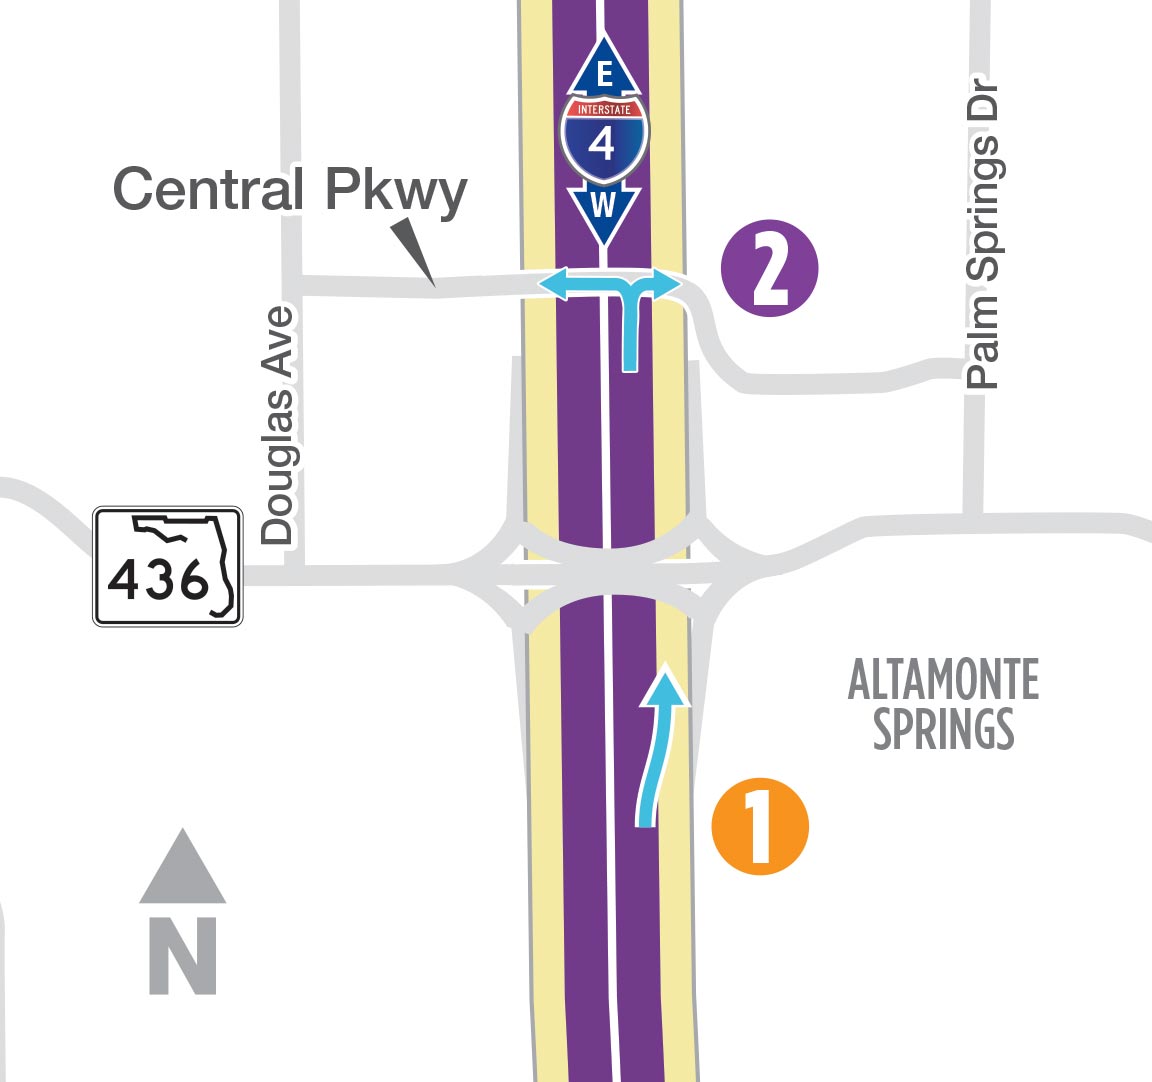 E
INTERSTATE
4
W
Central Pkwy
2
Palm Springs Dr
Douglas Ave
436
ALTAMONTE
SPRINGS
1
N